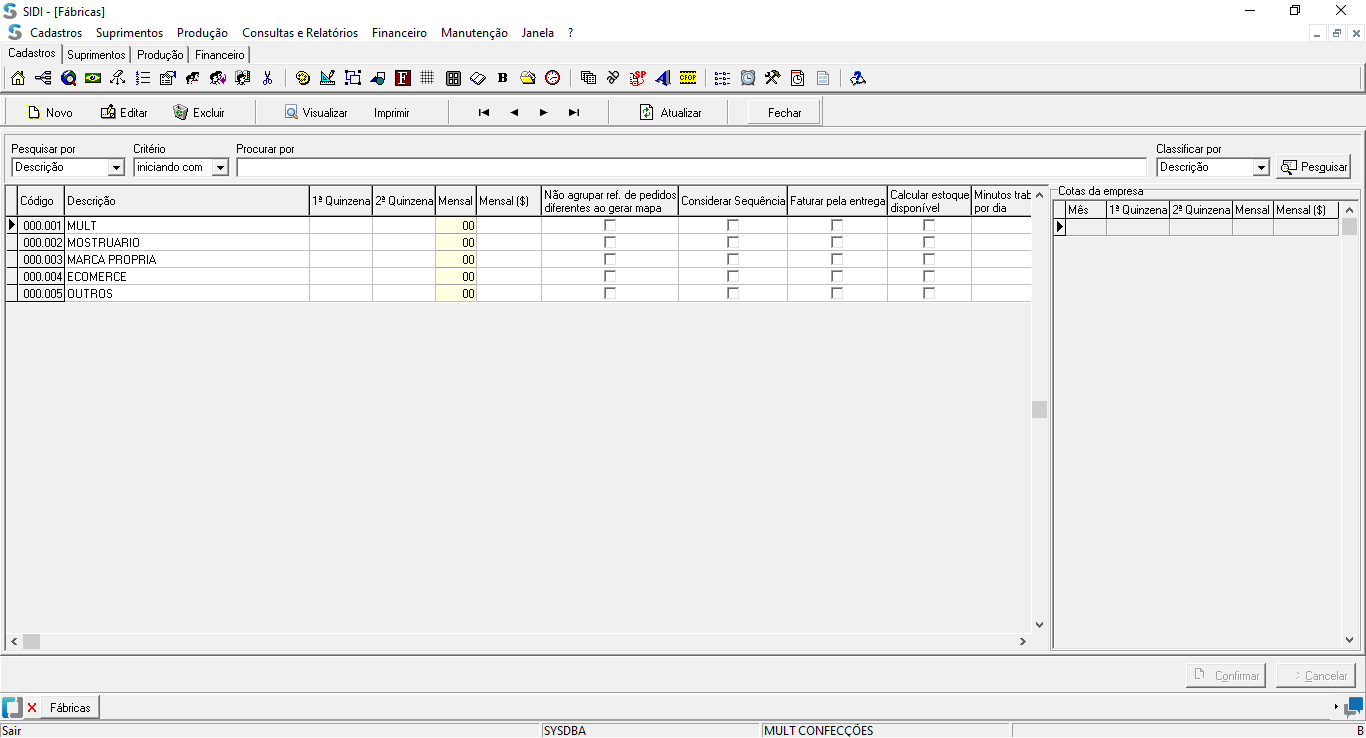 SIDI - [Fábricas]
Cadastros Suprimentos Produção Consultas e Relatórios Financeiro Manutenção Janela ?
Cadastros Suprimentos Produção Financeiro
F B SP CFOP
Novo Editar Excluir Visualizar Imprimir Atualizar Fechar
Pesquisar por Critério Procurar por Classificar por
Descrição iniciando com Descrição Pesquisar
Cotas da empresa
Código Descrição 1ª Quinzena 2ª Quinzena Mensal Mensal ($) Não agrupar ref. de pedidos diferentes ao gerar mapa Considerar Sequência Faturar pela entrega Calcular estoque disponível Minutos trab por dia
Mês 1ª Quinzena 2ª Quinzena Mensal Mensal ($)
000.001 MULT 00
000.002 MOSTRUARIO 00
000.003 MARCA PROPRIA 00
000.004 ECOMERCE 00
000.005 OUTROS 00
Confirmar Cancelar
Fábricas
Sair SYSDBA MULT CONFECÇÕES B